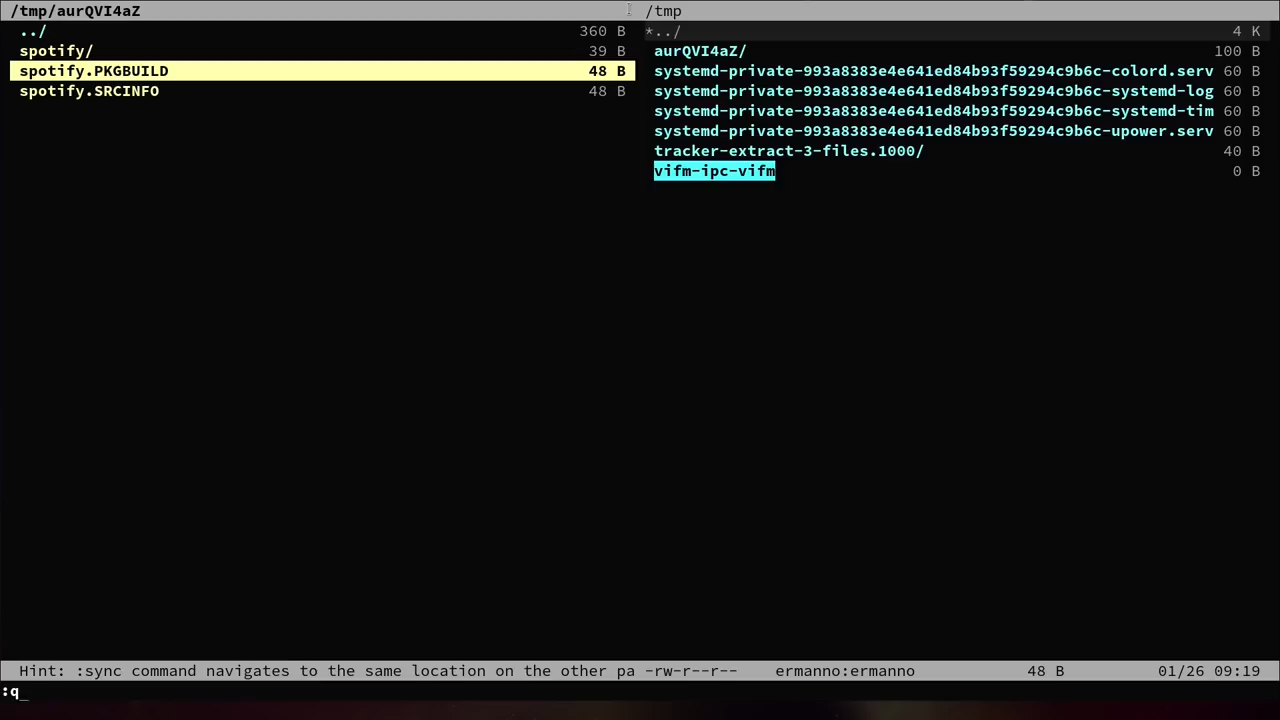 /tmp/aurQVI4aZ
../ 360 B
spotify/ 39 B
spotify.PKGBUILD 48 B
spotify.SRCINFO 48 B
/tmp
*../ 4 K
aurQVI4aZ/ 100 B
systemd-private-993a8383e4e641ed84b93f59294c9b6c-colord.serv 60 B
systemd-private-993a8383e4e641ed84b93f59294c9b6c-systemd-log 60 B
systemd-private-993a8383e4e641ed84b93f59294c9b6c-systemd-tim 60 B
systemd-private-993a8383e4e641ed84b93f59294c9b6c-upower.serv 60 B
tracker-extract-3-files.1000/ 40 B
vifm-ipc-vifm 0 B
Hint: :sync command navigates to the same location on the other pa -rw-r--r-- ermanno:ermanno 48 B 01/26 09:19
:q_